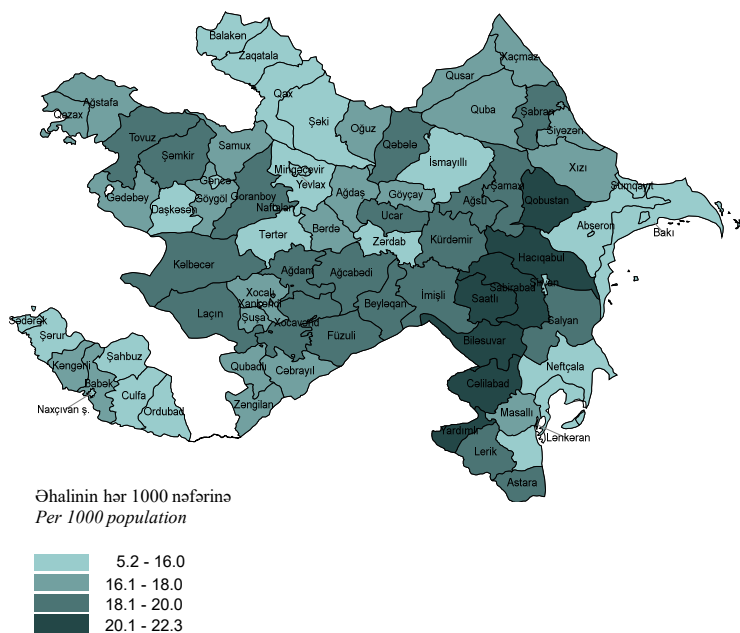 Balakən
Zaqatala
Xaçmaz
Qusar
Qax
Ağstafa
Quba
Qazax
Şabran
Şəki
Oğuz
Siyəzən
Tovuz
Samux
Qəbələ
Şəmkir
İsmayıllı
Xızı
Mingəçevir
Gəncə
Yevlax
Şamaxı
Sumqayıt
Gədəbəy
Göygöl
Goranboy
Ağdaş
Göyçay
Qobustan
Daşkəsən
Naftalan
Ağsu
Ucar
Abşeron
Bərdə
Bakı
Tərtər
Zərdab
Kürdəmir
Hacıqabul
Kəlbəcər
Ağdam
Ağcabədi
Şirvan
Xocalı
Sabirabad
İmişli
Xankəndi
Saatlı
Beyləqan
Laçın
Şuşa
Xocavənd
Sədərək
Salyan
Füzuli
Şərur
Biləsuvar
Şahbuz
Kəngərli
Qubadlı
Cəbrayıl
Neftçala
Babək
Cəlilabad
Culfa
Zəngilan
Naxçıvan ş.
Ordubad
Masallı
Yardımlı
Lənkəran
Lerik
Astara
Əhalinin hər 1000 nəfərinə
Per 1000 population
5.2 - 16.0
16.1 - 18.0
18.1 - 20.0
20.1 - 22.3